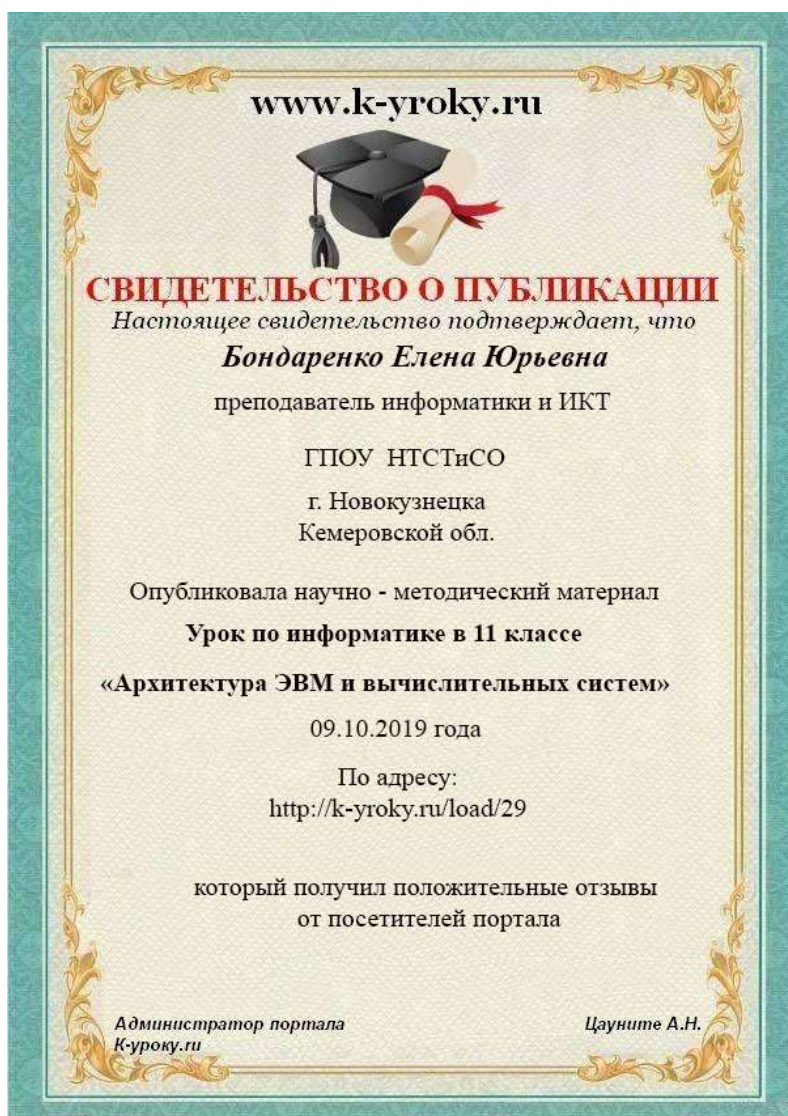 www.k-yroky.ru
СВИДЕТЕЛЬСТВО О ПУБЛИКАЦИИ
Настоящее свидетельство подтверждает, что
Бондаренко Елена Юрьевна
преподаватель информатики и ИКТ
ГПОУ НТСТиСО
г. Новокузнецка
Кемеровской обл.
Опубликовала научно - методический материал
Урок по информатике в 11 классе
«Архитектура ЭВМ и вычислительных систем»
09.10.2019 года
По адресу:
http://k-yroky.ru/load/29
который получил положительные отзывы
от посетителей портала
Администратор портала Цауните А.Н.
К-уроку.ru